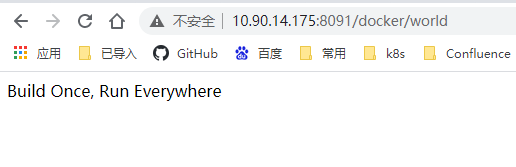 不安全 10.90.14.175:8091/docker/world
应用 已导入 GitHub 百度 常用 k8s Confluence
Build Once, Run Everywhere